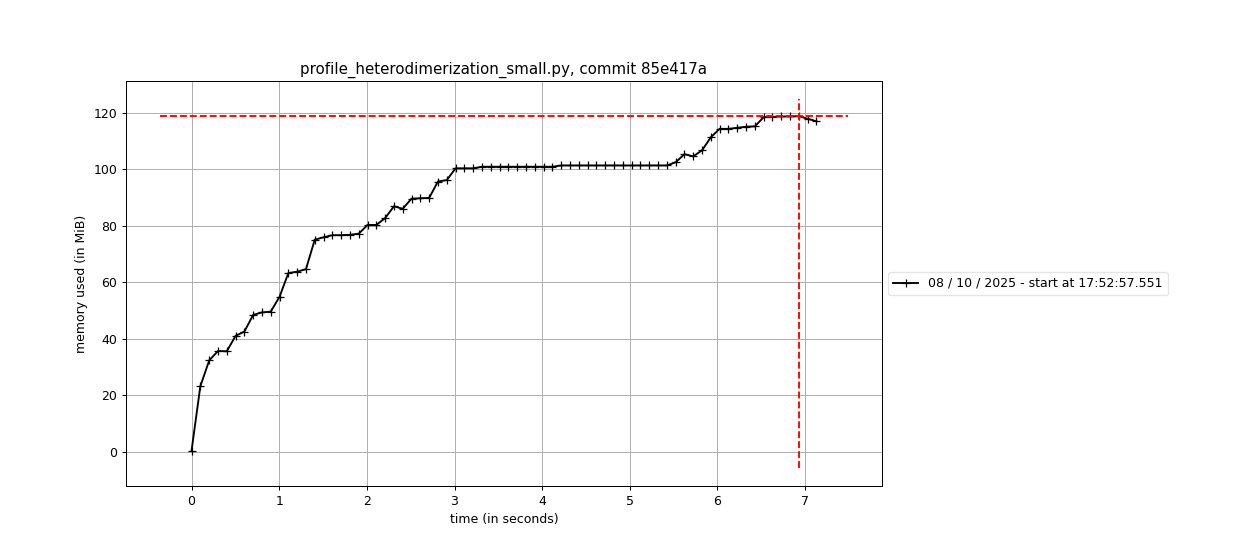 profile_heterodimerization_small.py, commit 85e417a
memory used (in MiB)
120
100
80
60
40
20
0
0 1 2 3 4 5 6 7
time (in seconds)
08 / 10 / 2025 - start at 17:52:57.551